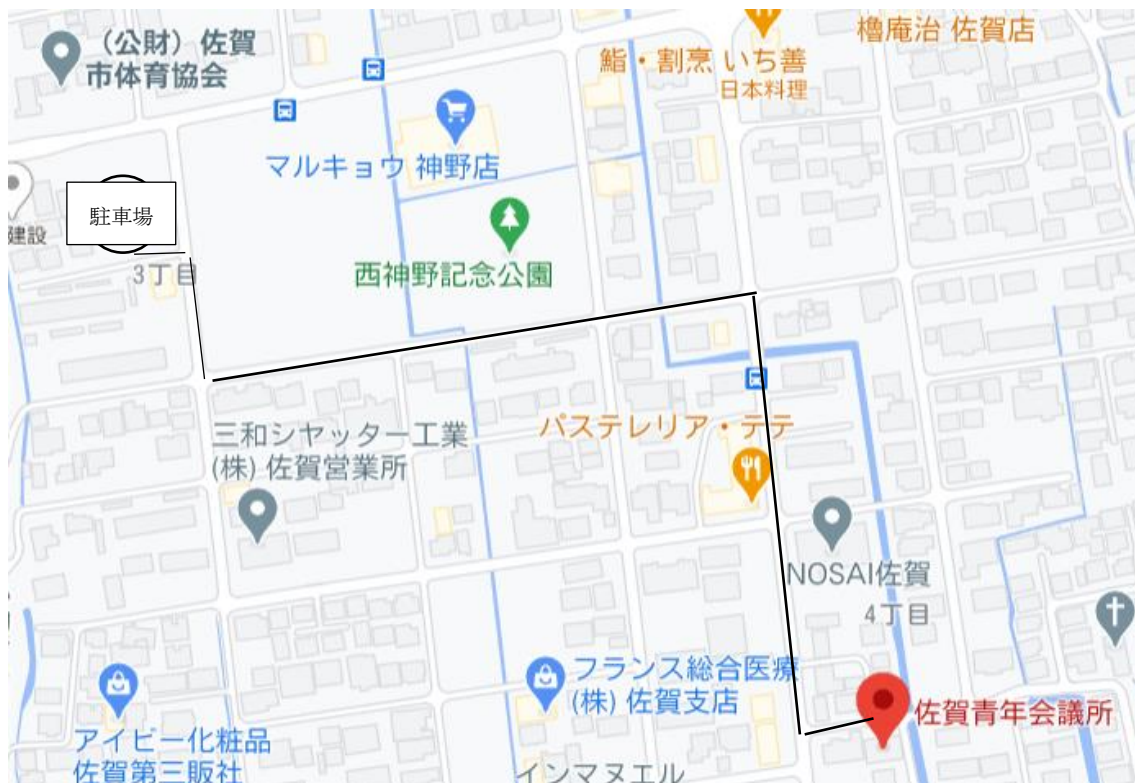 (公財)佐賀
市体育協会
鮨・割烹 いち善
日本料理
櫓庵治 佐賀店
マルキョウ 神野店
駐車場
建設
3丁目
西神野記念公園
三和シヤッター工業
(株) 佐賀営業所
パステレリア・テテ
NOSAI佐賀
4丁目
フランス総合医療
(株) 佐賀支店
佐賀青年会議所
アイビー化粧品
佐賀第三販社
インマヌエル